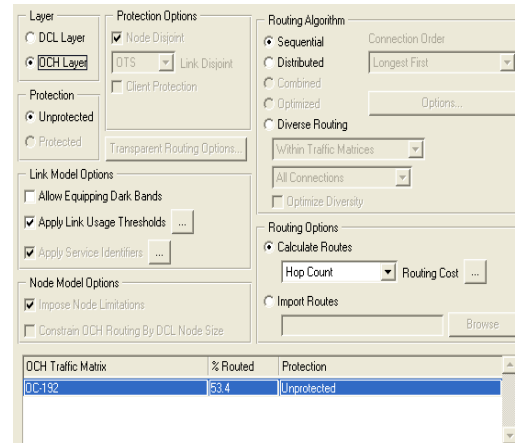 Layer
DCL Layer
OCH Layer
Protection
Unprotected
Protected
Protection Options
Node Disjoint
OTS Link Disjoint
Client Protection
Transparent Routing Options...
Link Model Options
Allow Equipping Dark Bands
Apply Link Usage Thresholds ...
Apply Service Identifiers ...
Node Model Options
Impose Node Limitations
Constrain OCH Routing By DCL Node Size
Routing Algorithm
Sequential
Distributed
Combined
Optimized
Connection Order
Longest First
Options...
Diverse Routing
Within Traffic Matrices
All Connections
Optimize Diversity
Routing Options
Calculate Routes
Hop Count Routing Cost ...
Import Routes
Browse
OCH Traffic Matrix % Routed Protection
OC-192 53.4 Unprotected